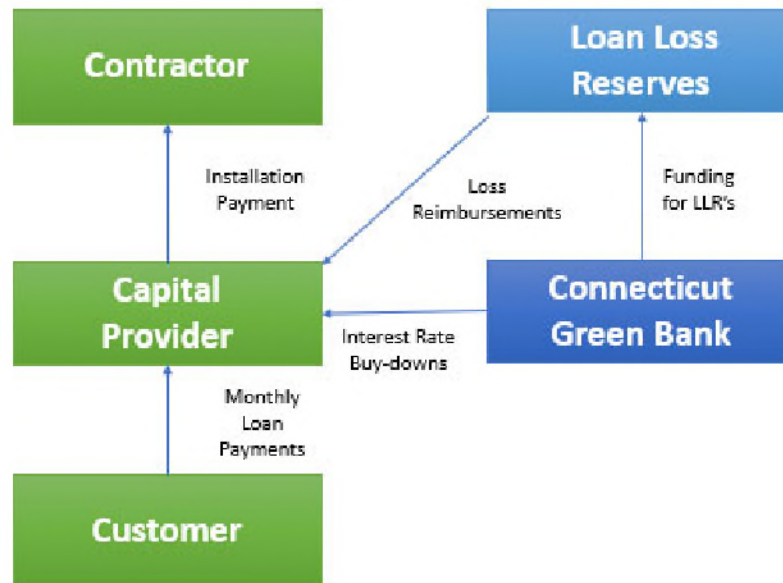 Contractor
Loan Loss
Reserves
Installation
Payment
Loss
Reimbursements
Funding
for LLR's
Capital
Provider
Connecticut
Green Bank
Interest Rate
Buy-downs
Monthly
Loan
Payments
Customer